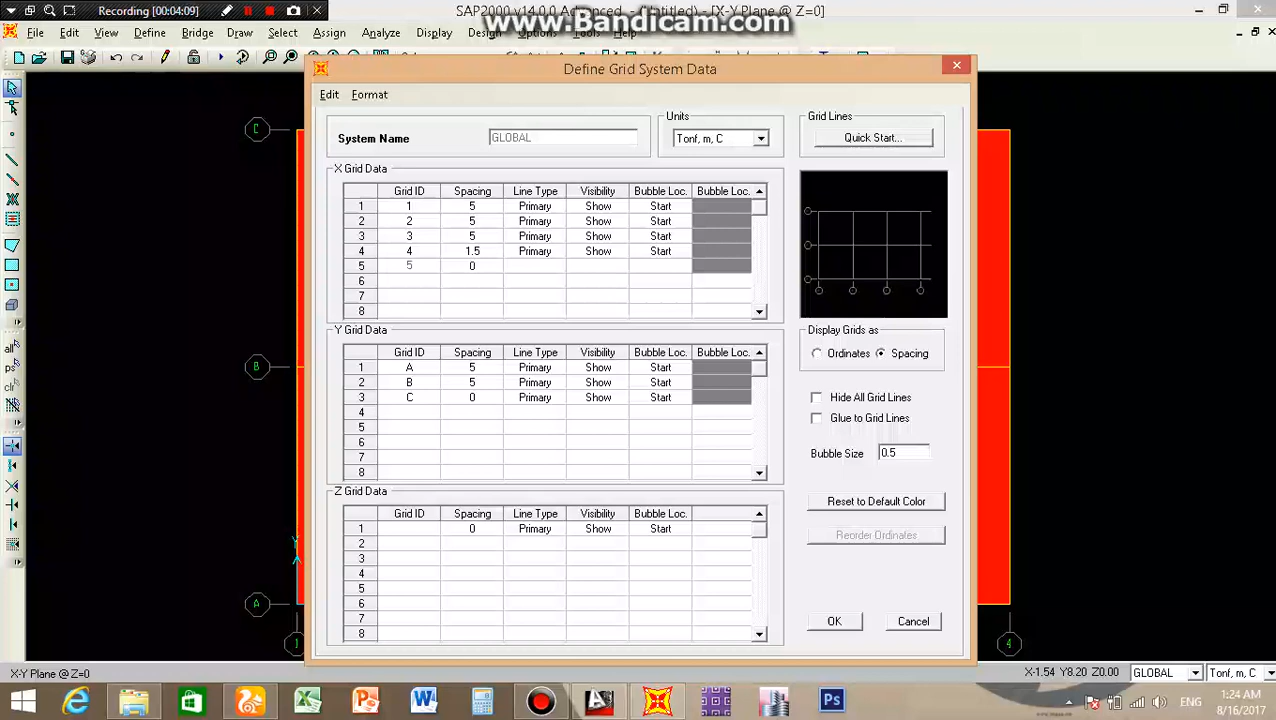 Recording [00:04:09]
SAP2000 v14.0.0 Advanced - (Untitled) - [X-Y Plane @ Z=0]
www.Bandicam.com
File Edit View Define Bridge Draw Select Assign Analyze Display Design Options Tools Help
Define Grid System Data
Edit Format
System Name GLOBAL
Units
Tonf, m, C
Grid Lines
Quick Start...
X Grid Data
Grid ID Spacing Line Type Visibility Bubble Loc. Bubble Loc.
1 1 5 Primary Show Start
2 2 5 Primary Show Start
3 3 5 Primary Show Start
4 4 1.5 Primary Show Start
5 5 0
6
7
8
Y Grid Data
Grid ID Spacing Line Type Visibility Bubble Loc. Bubble Loc.
1 A 5 Primary Show Start
2 B 5 Primary Show Start
3 C 0 Primary Show Start
4
5
6
7
8
Z Grid Data
Grid ID Spacing Line Type Visibility Bubble Loc.
1 0 Primary Show Start
2
3
4
5
6
7
8
Display Grids as
Ordinates Spacing
Hide All Grid Lines
Glue to Grid Lines
Bubble Size 0.5
Reset to Default Color
Reorder Ordinates
OK Cancel
C
B
A
1
4
all
ps
clr
Y
X-Y Plane @ Z=0
X-1.54 Y8.20 Z0.00
GLOBAL
Tonf, m, C
ENG
1:24 AM
8/16/2017